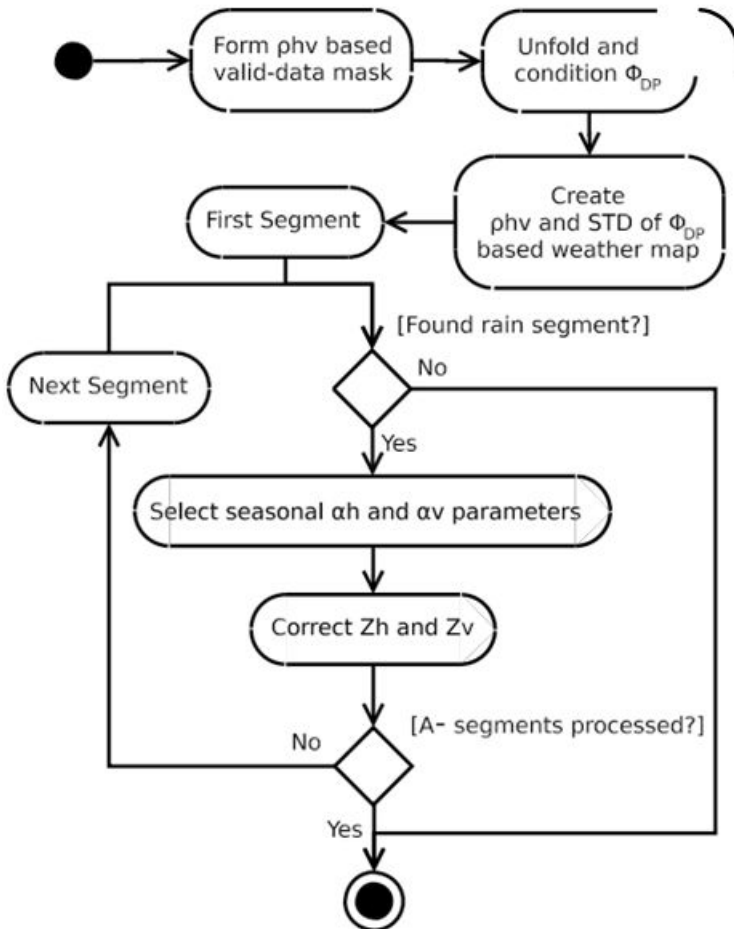 Form ρhv based
valid-data mask
Unfold and
condition Φ_DP
Create
ρhv and STD of Φ_DP
based weather map
First Segment
[Found rain segment?]
Next Segment
No
Yes
Select seasonal αh and αv parameters
Correct Zh and Zv
[A- segments processed?]
No
Yes